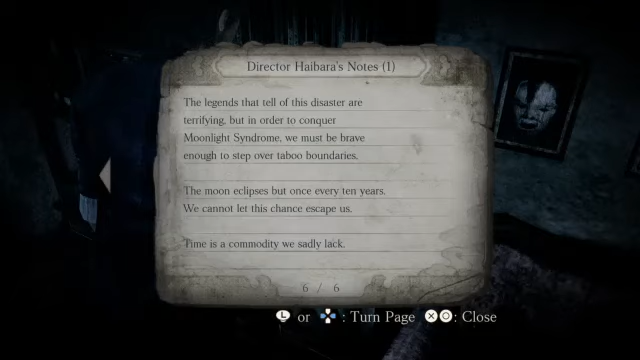 Director Haibara's Notes (1)
The legends that tell of this disaster are
terrifying, but in order to conquer
Moonlight Syndrome, we must be brave
enough to step over taboo boundaries.
The moon eclipses but once every ten years.
We cannot let this chance escape us.
Time is a commodity we sadly lack.
6 / 6
L or : Turn Page : Close